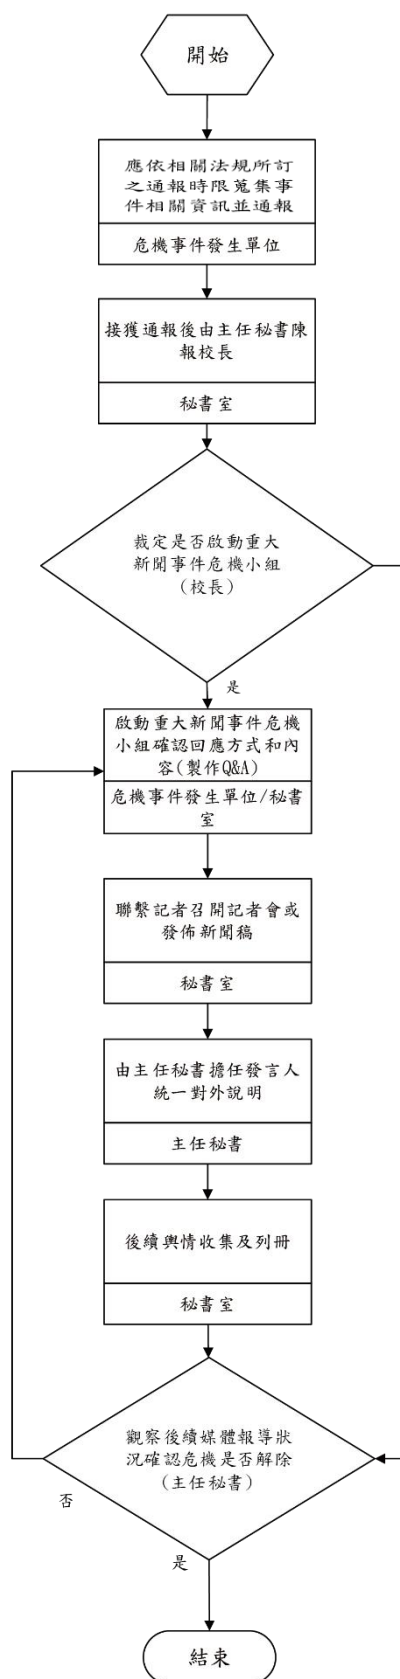 開始
應依相關法規所訂
之通報時限蒐集事
件相關資訊並通報
危機事件發生單位
接獲通報後由主任秘書陳
報校長
秘書室
裁定是否啟動重大
新聞事件危機小組
(校長)
是
啟動重大新聞事件危機
小組確認回應方式和內
容(製作Q&A)
危機事件發生單位/秘書
室
聯繫記者召開記者會或
發佈新聞稿
秘書室
由主任秘書擔任發言人
統一對外說明
主任秘書
後續輿情收集及列冊
秘書室
觀察後續媒體報導狀
況確認危機是否解除
(主任秘書)
否
是
結束